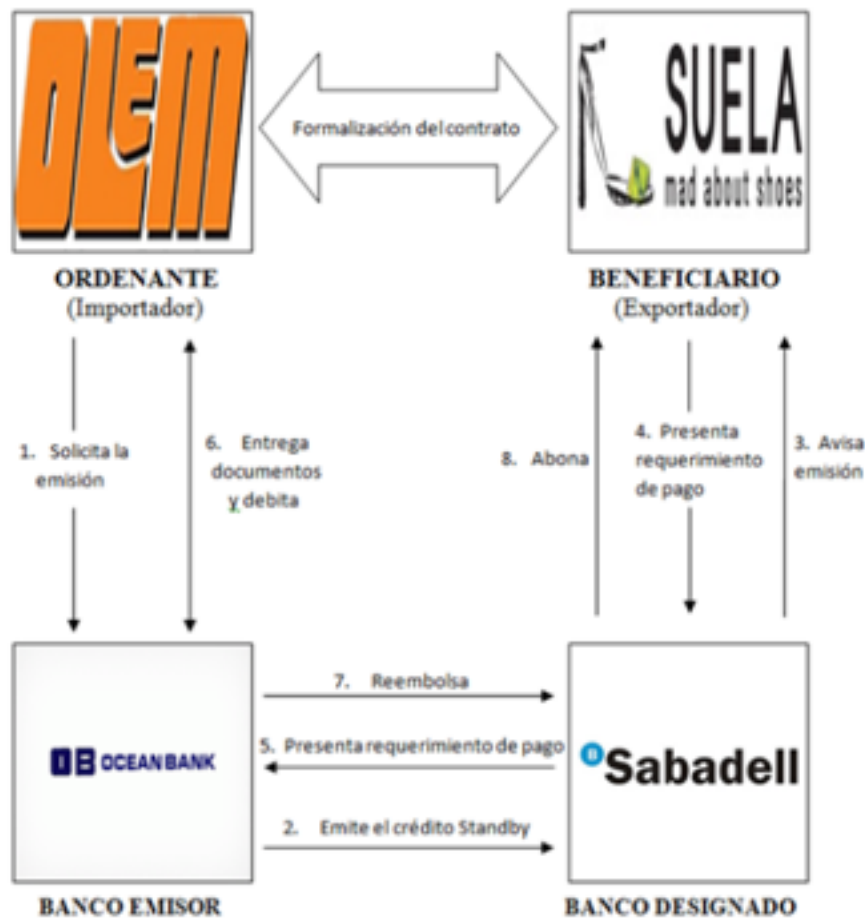 OLEM
Formalización del contrato
SUELA
mad about shoes
ORDENANTE
(Importador)
BENEFICIARIO
(Exportador)
1. Solicita la
emisión
6. Entrega
documentos
y debita
8. Abona
4. Presenta
requerimiento
de pago
3. Avisa
emisión
7. Reembolsa
5. Presenta requerimiento de pago
2. Emite el crédito Standby
OB OCEAN BANK
B Sabadell
BANCO EMISOR
BANCO DESIGNADO